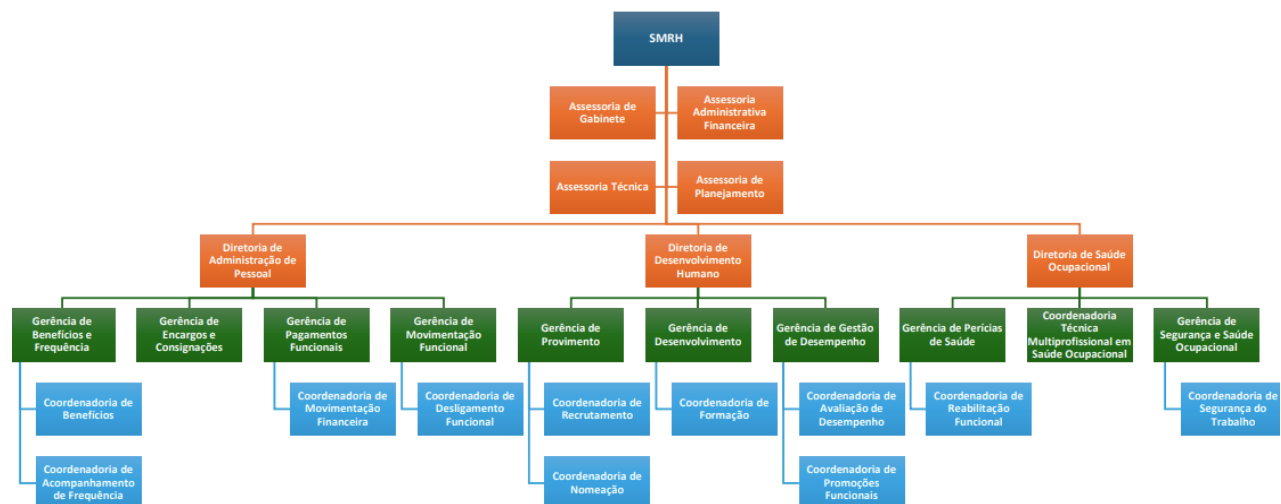 SMRH
Assessoria de
Gabinete
Assessoria
Administrativa
Financeira
Assessoria Técnica
Assessoria de
Planejamento
Diretoria de
Administração de
Pessoal
Diretoria de
Desenvolvimento
Humano
Diretoria de Saúde
Ocupacional
Gerência de
Benefícios e
Frequência
Gerência de
Encargos e
Consignações
Gerência de
Pagamentos
Funcionais
Gerência de
Movimentação
Funcional
Gerência de
Provimento
Gerência de
Desenvolvimento
Gerência de Gestão
de Desempenho
Gerência de Perícias
de Saúde
Coordenadoria
Técnica
Multiprofissional em
Saúde Ocupacional
Gerência de
Segurança e Saúde
Ocupacional
Coordenadoria de
Benefícios
Coordenadoria de
Movimentação
Financeira
Coordenadoria de
Desligamento
Funcional
Coordenadoria de
Recrutamento
Coordenadoria de
Formação
Coordenadoria de
Avaliação de
Desempenho
Coordenadoria de
Reabilitação
Funcional
Coordenadoria de
Segurança do
Trabalho
Coordenadoria de
Acompanhamento
de Frequência
Coordenadoria de
Nomeação
Coordenadoria de
Promoções
Funcionais